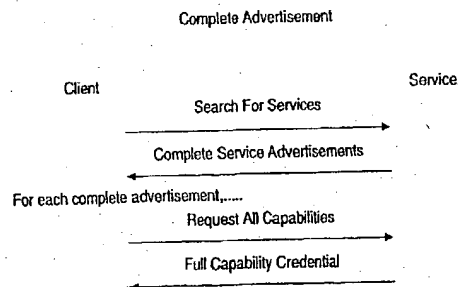 Complete Advertisement
Client
Service
Search For Services
Complete Service Advertisements
For each complete advertisement,.....
Request All Capabilities
Full Capability Credential